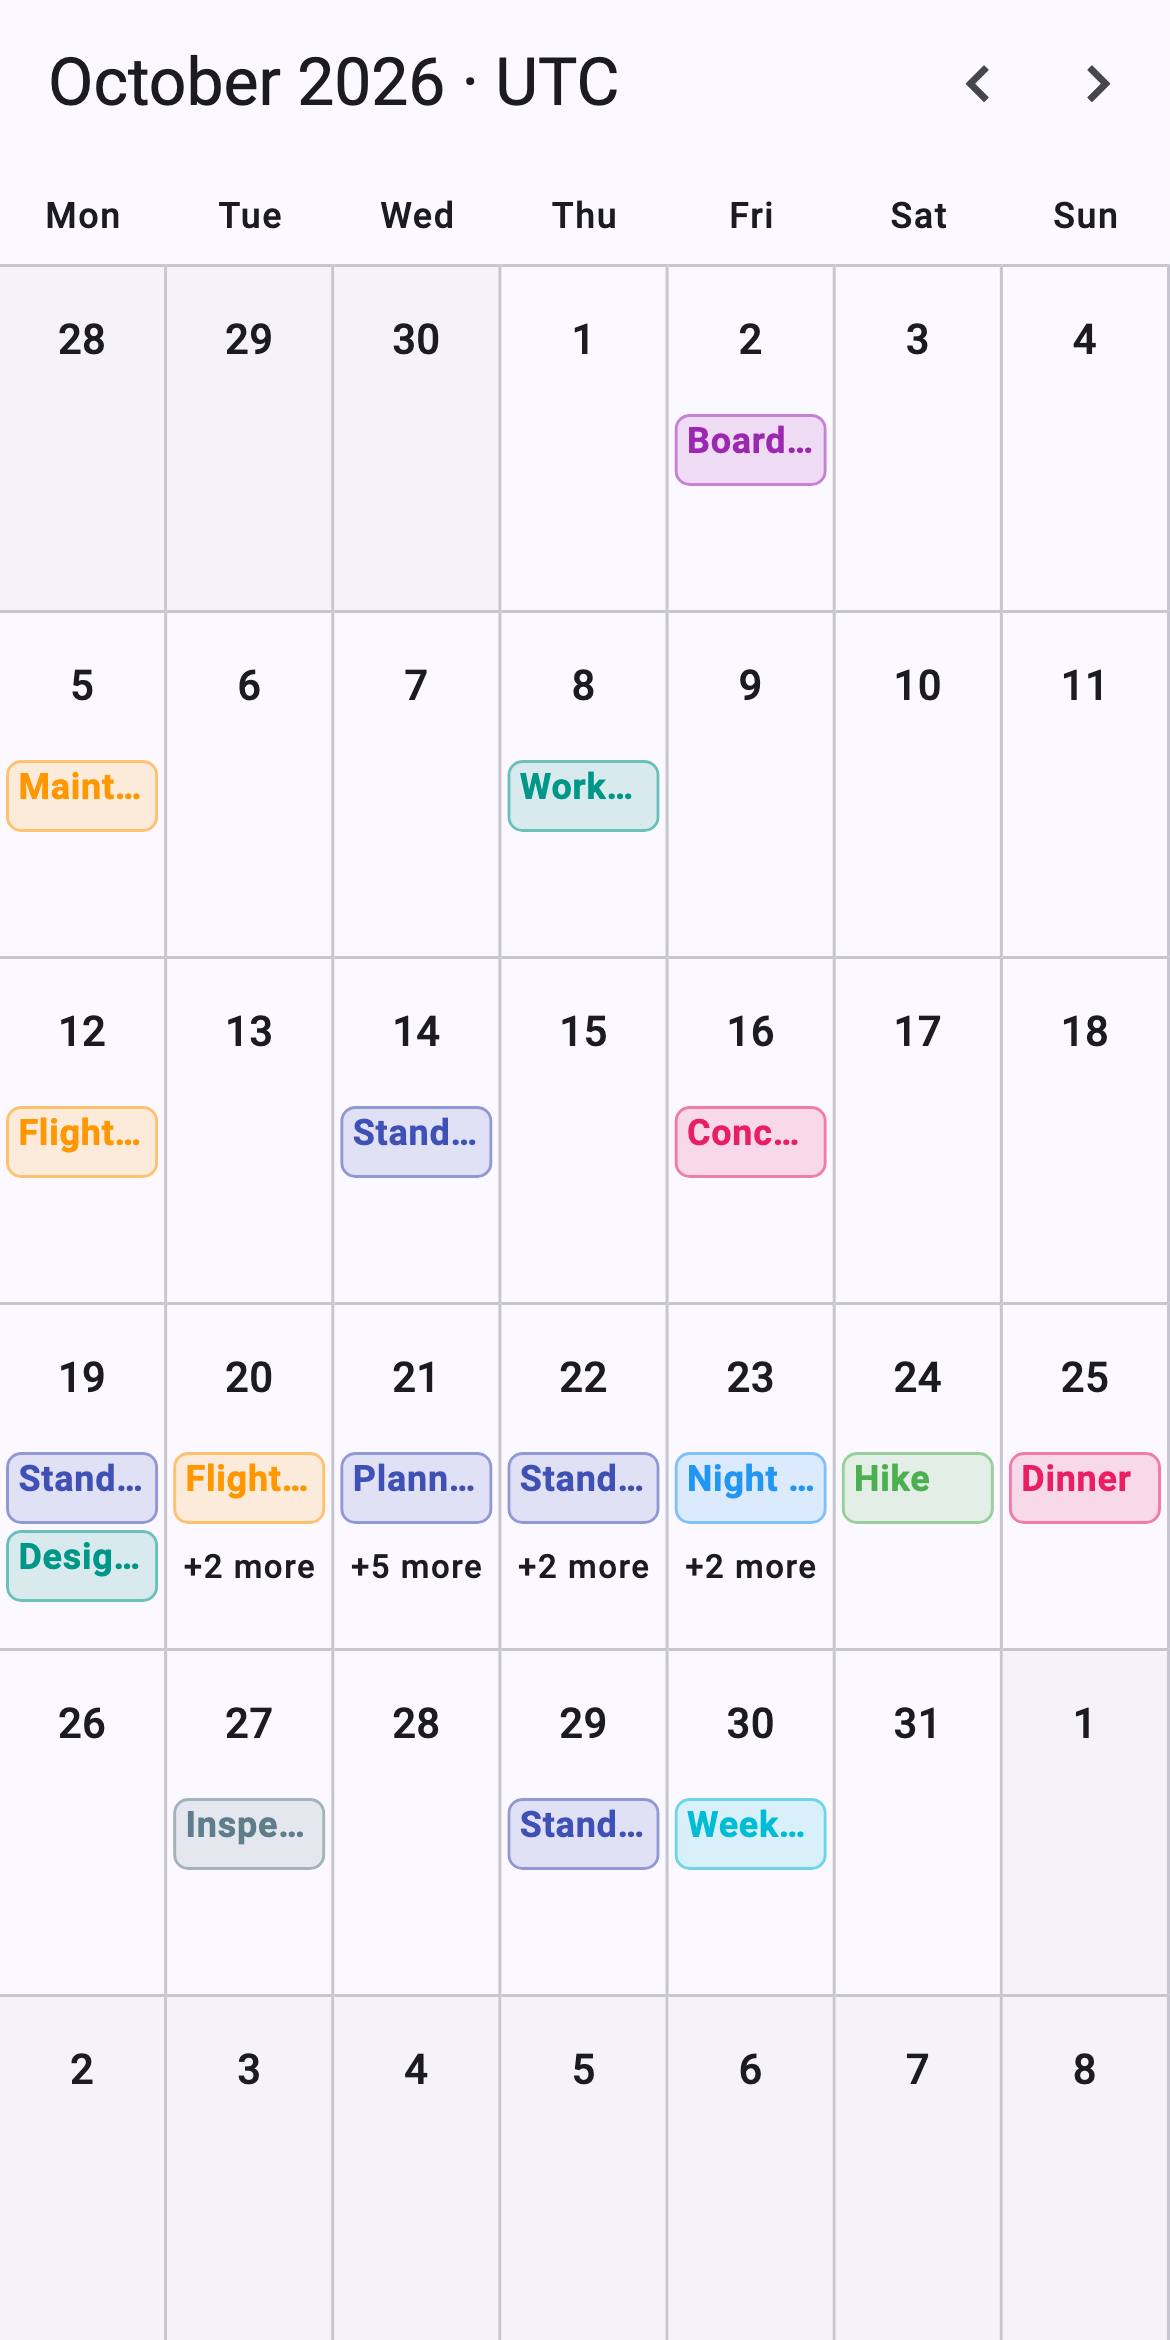 October 2026 · UTC
Mon Tue Wed Thu Fri Sat Sun
28 29 30 1 2 3 4
Board...
5 6 7 8 9 10 11
Maint... Work...
12 13 14 15 16 17 18
Flight... Stand... Conc...
19 20 21 22 23 24 25
Stand... Flight... Plann... Stand... Night ... Hike Dinner
Desig... +2 more +5 more +2 more +2 more
26 27 28 29 30 31 1
Inspe... Stand... Week...
2 3 4 5 6 7 8